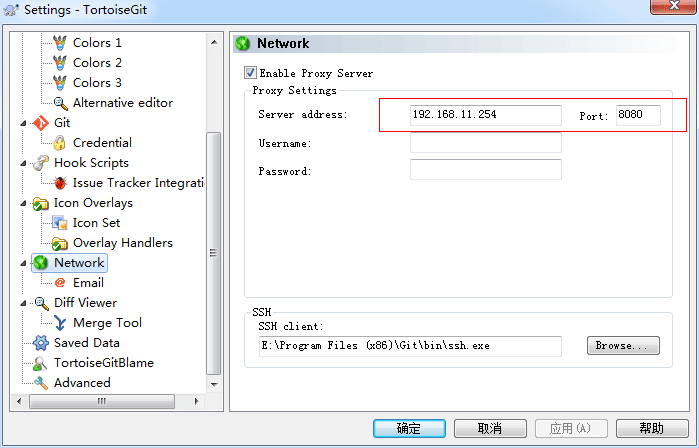 Settings - TortoiseGit
Colors 1
Colors 2
Colors 3
Alternative editor
Git
Credential
Hook Scripts
Issue Tracker Integratio
Icon Overlays
Icon Set
Overlay Handlers
Network
Email
Diff Viewer
Merge Tool
Saved Data
TortoiseGitBlame
Advanced
Network
Enable Proxy Server
Proxy Settings
Server address: 192.168.11.254 Port: 8080
Username:
Password:
SSH
SSH client:
E:\Program Files (x86)\Git\bin\ssh.exe Browse...
确定 取消 应用(A) 帮助